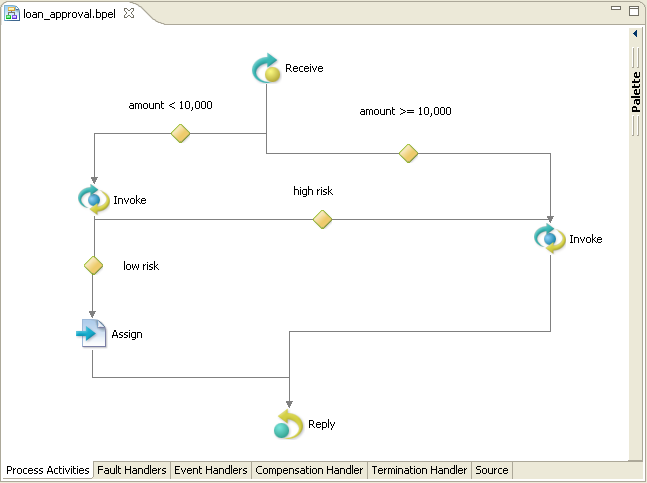 loan_approval.bpel
Palette
Receive
amount < 10,000
amount >= 10,000
Invoke
high risk
Invoke
low risk
Assign
Reply
Process Activities Fault Handlers Event Handlers Compensation Handler Termination Handler Source